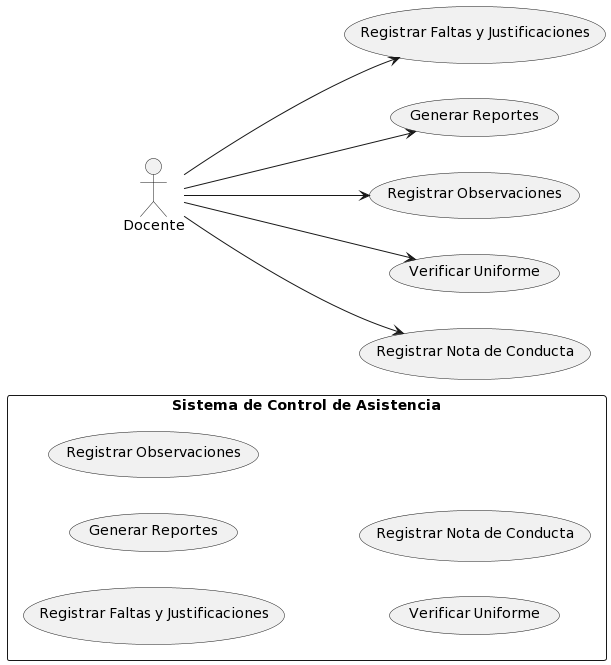 Registrar Faltas y Justificaciones
Generar Reportes
Registrar Observaciones
Docente
Verificar Uniforme
Registrar Nota de Conducta
Sistema de Control de Asistencia
Registrar Observaciones
Generar Reportes
Registrar Nota de Conducta
Registrar Faltas y Justificaciones
Verificar Uniforme